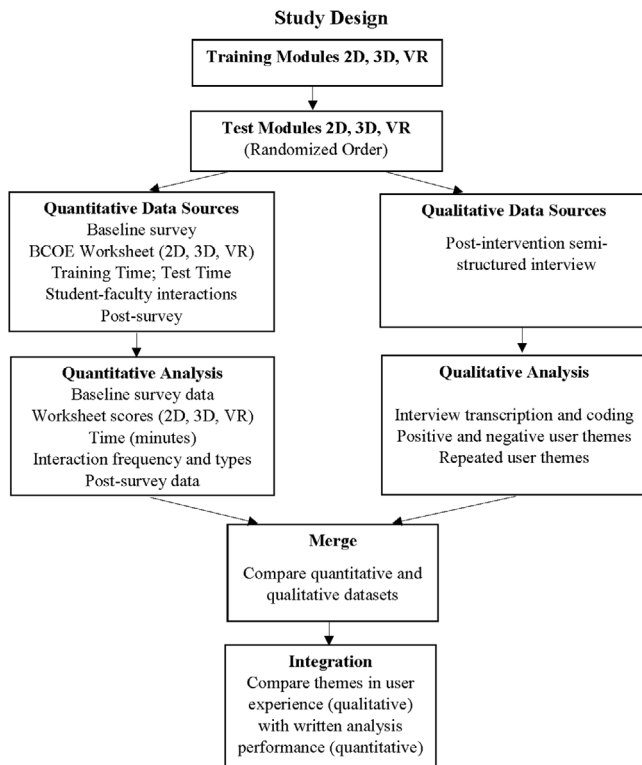 Study Design
Training Modules 2D, 3D, VR
Test Modules 2D, 3D, VR
(Randomized Order)
Quantitative Data Sources
Baseline survey
BCOE Worksheet (2D, 3D, VR)
Training Time; Test Time
Student-faculty interactions
Post-survey
Qualitative Data Sources
Post-intervention semi-
structured interview
Quantitative Analysis
Baseline survey data
Worksheet scores (2D, 3D, VR)
Time (minutes)
Interaction frequency and types
Post-survey data
Qualitative Analysis
Interview transcription and coding
Positive and negative user themes
Repeated user themes
Merge
Compare quantitative and
qualitative datasets
Integration
Compare themes in user
experience (qualitative)
with written analysis
performance (quantitative)